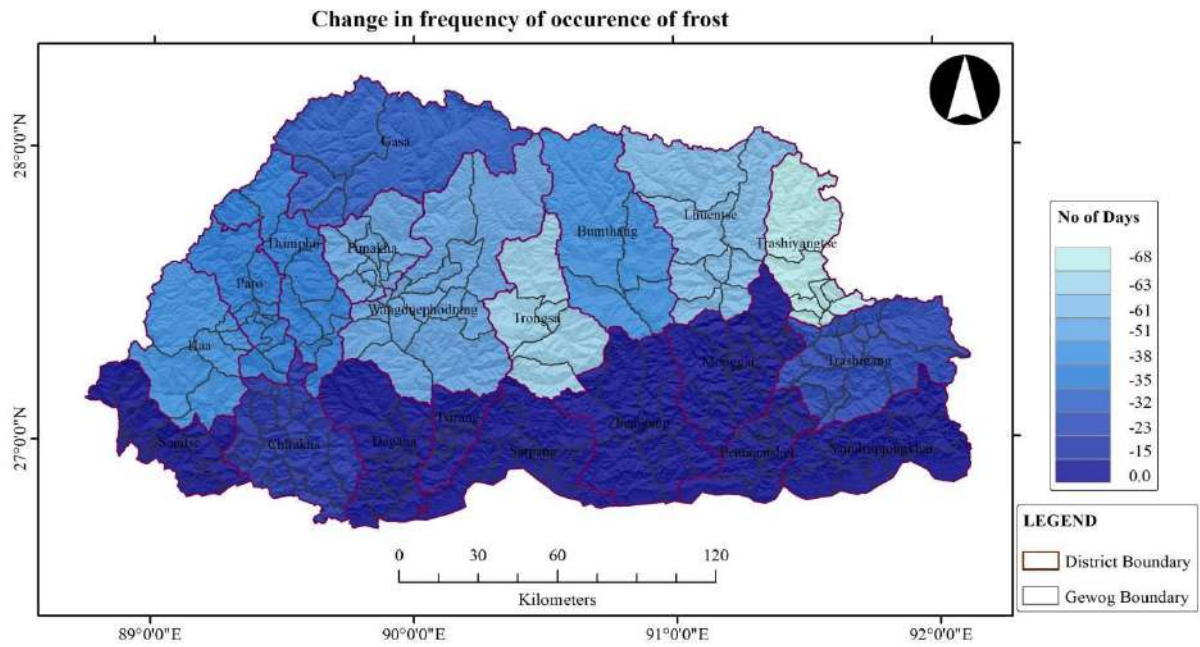 Change in frequency of occurence of frost
28°0'0"N
27°0'0"N
Gasa
Punakha
Thimphu
Paro
Haa
Wangduephodrang
Trongsa
Bumthang
Lhuentse
Trashiyangtse
Monggar
Trashigang
Samtse
Chhukha
Dagana
Tsirang
Sarpang
Zhemgang
Pemagatshel
Samdrupjongkhar
0 30 60 120
Kilometers
89°0'0"E 90°0'0"E 91°0'0"E 92°0'0"E
No of Days
-68
-63
-61
-51
-38
-35
-32
-23
-15
0.0
LEGEND
District Boundary
Gewog Boundary